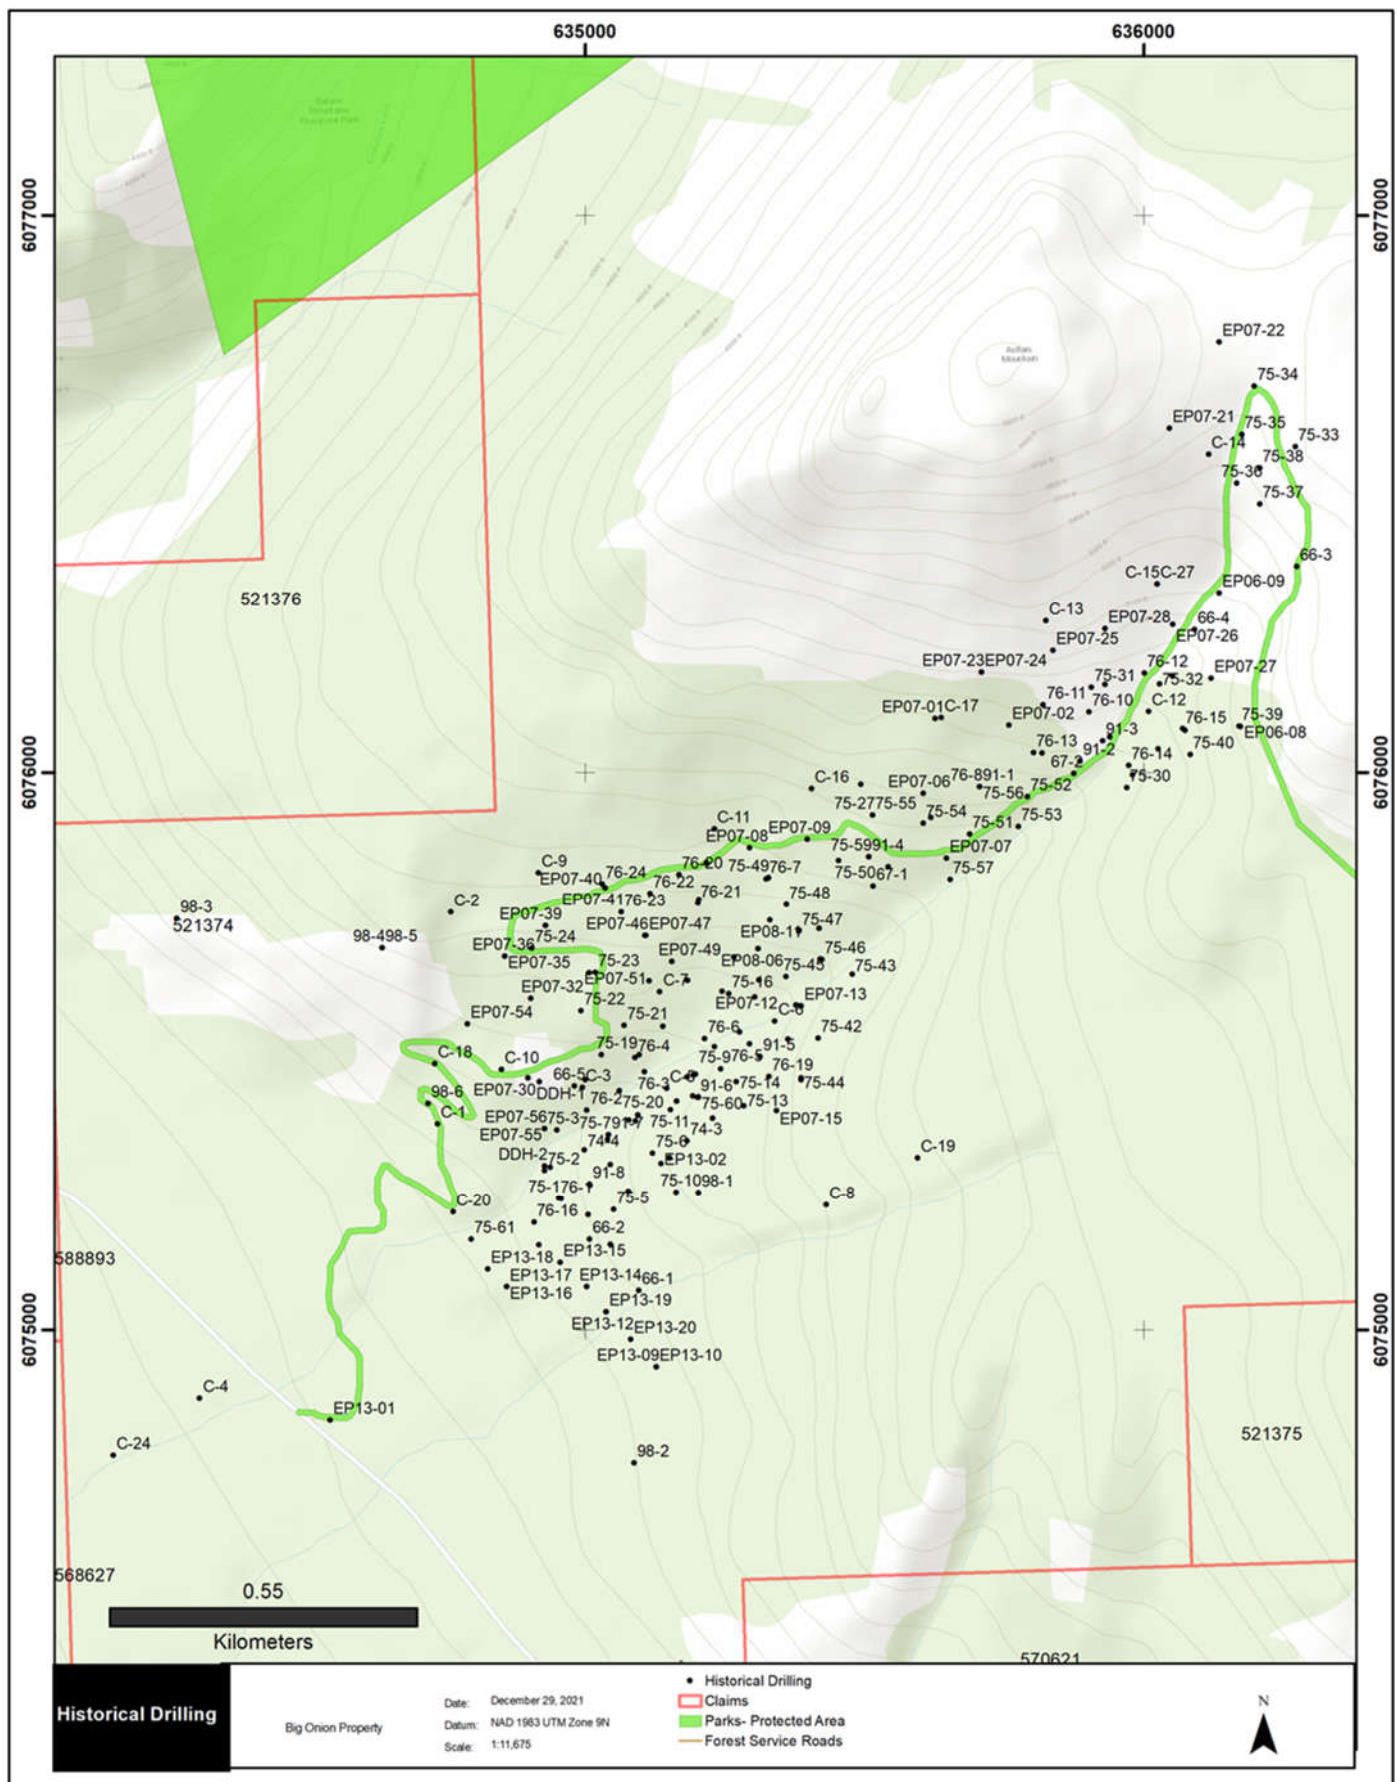 635000
636000
6077000
6077000
EP07-22
75-34
EP07-21
75-35
75-33
C-14
75-38
75-36
75-37
66-3
C-15C-27
EP06-09
521376
C-13
EP07-28
66-4
EP07-25
EP07-26
EP07-23EP07-24
76-12
EP07-27
75-31
75-32
76-11
76-10
C-12
EP07-01C-17
EP07-02
91-3
76-15
75-39
EP06-08
6076000
6076000
76-13
91-2
75-40
67-2
76-14
75-30
C-16
EP07-06
76-891-1
75-52
75-56
75-2775-55
75-54
75-51
75-53
C-11
EP07-09
EP07-08
75-5991-4
EP07-07
C-9
76-24
76-20
75-4976-7
75-5067-1
75-57
EP07-40
76-22
C-2
EP07-4176-23
76-21
75-48
98-3
EP07-39
521374
EP07-46EP07-47
EP08-11
75-47
98-498-5
75-24
EP07-36
EP07-49
75-46
EP07-35
75-23
EP08-06
75-45
75-43
EP07-51
C-7
75-16
EP07-32
75-22
EP07-12
EP07-13
EP07-54
75-21
C-6
76-6
75-42
C-18
75-19
76-4
91-5
C-10
75-976-5
76-19
66-5
C-3
EP07-30
DDH-1
76-3
91-6
75-14
75-44
98-6
76-2
75-20
75-60
75-13
C-1
EP07-56
75-3
75-11
EP07-15
EP07-55
74-3
74-4
75-6
DDH-2
75-2
EP13-02
C-19
91-8
75-176-1
75-1098-1
C-8
C-20
76-16
75-5
75-61
66-2
588893
EP13-18
EP13-15
EP13-17
EP13-14
66-1
EP13-16
EP13-19
EP13-12
EP13-20
6075000
6075000
EP13-09EP13-10
C-4
EP13-01
C-24
98-2
521375
568627
0.55
Kilometers
570621
Historical Drilling
Big Onion Property
Date: December 29, 2021
Datum: NAD 1983 UTM Zone 9N
Scale: 1:11,675
Historical Drilling
Claims
Parks- Protected Area
Forest Service Roads
N